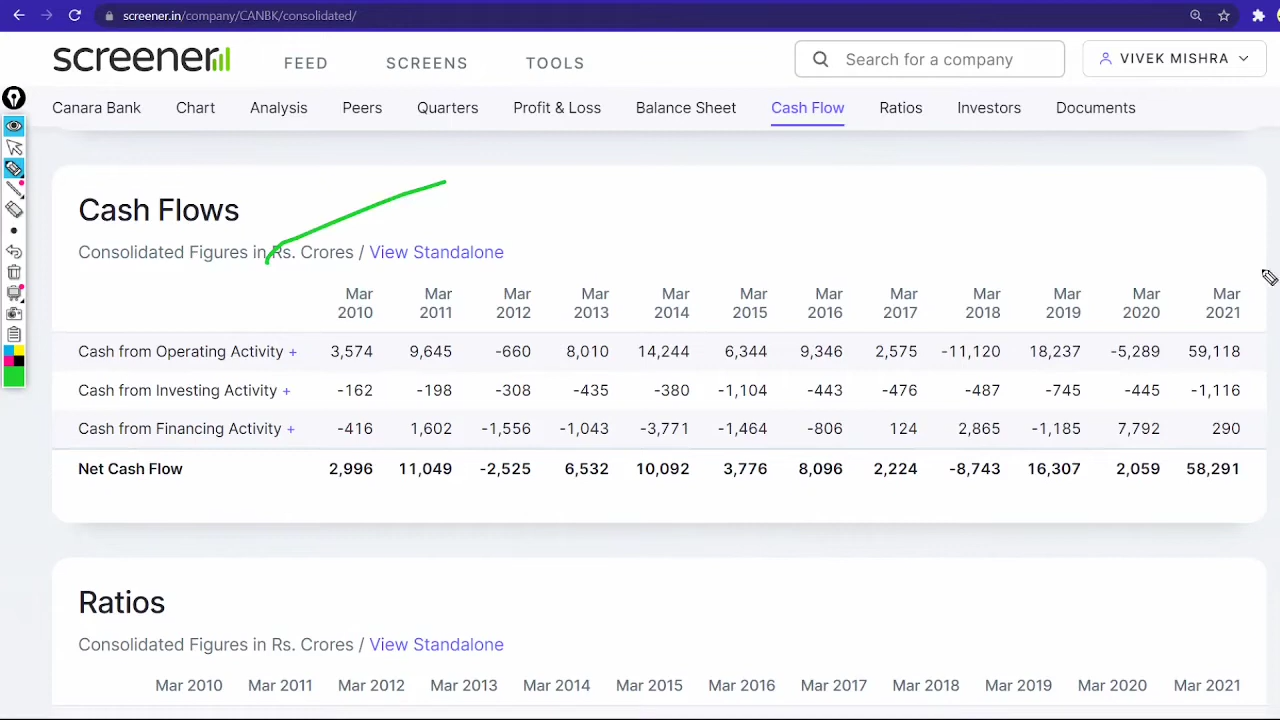 screener.in/company/CANBK/consolidated/
screener
FEED SCREENS TOOLS Search for a company VIVEK MISHRA
Canara Bank Chart Analysis Peers Quarters Profit & Loss Balance Sheet Cash Flow Ratios Investors Documents
Cash Flows
Consolidated Figures in Rs. Crores / View Standalone
Mar Mar Mar Mar Mar Mar Mar Mar Mar Mar Mar Mar
2010 2011 2012 2013 2014 2015 2016 2017 2018 2019 2020 2021
Cash from Operating Activity + 3,574 9,645 -660 8,010 14,244 6,344 9,346 2,575 -11,120 18,237 -5,289 59,118
Cash from Investing Activity + -162 -198 -308 -435 -380 -1,104 -443 -476 -487 -745 -445 -1,116
Cash from Financing Activity + -416 1,602 -1,556 -1,043 -3,771 -1,464 -806 124 2,865 -1,185 7,792 290
Net Cash Flow 2,996 11,049 -2,525 6,532 10,092 3,776 8,096 2,224 -8,743 16,307 2,059 58,291
Ratios
Consolidated Figures in Rs. Crores / View Standalone
Mar 2010 Mar 2011 Mar 2012 Mar 2013 Mar 2014 Mar 2015 Mar 2016 Mar 2017 Mar 2018 Mar 2019 Mar 2020 Mar 2021